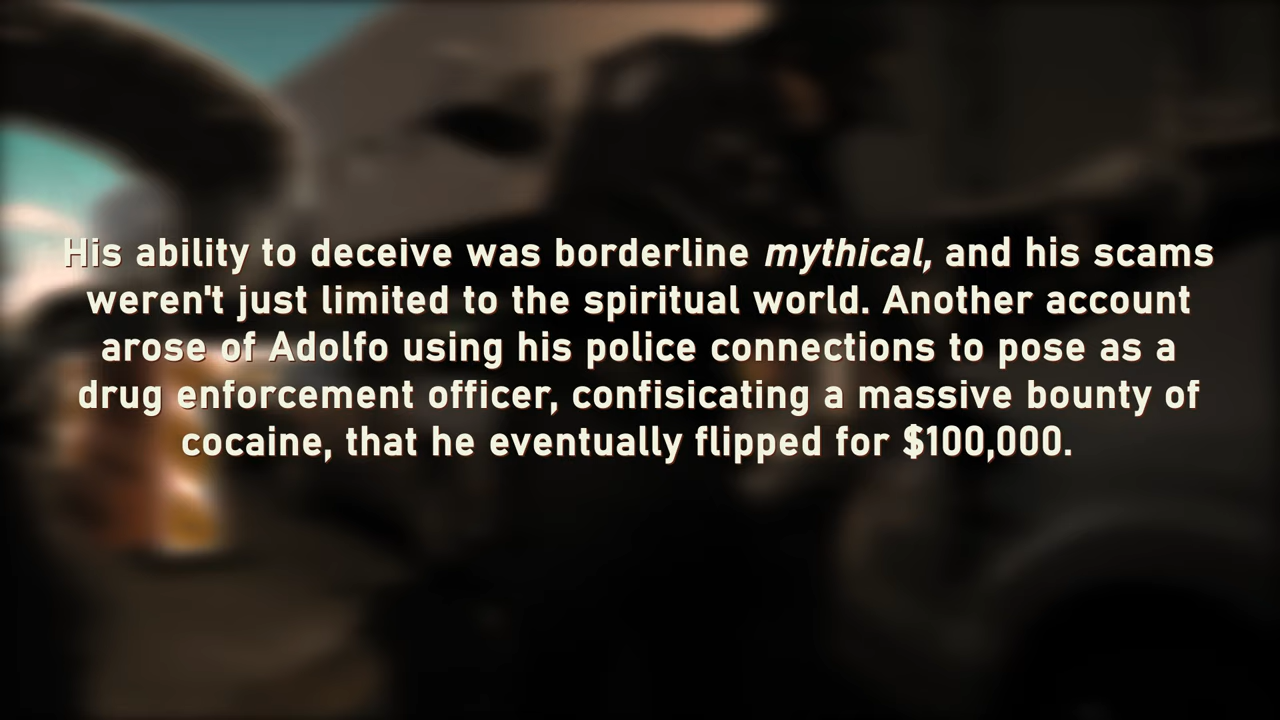 His ability to deceive was borderline mythical, and his scams
weren't just limited to the spiritual world. Another account
arose of Adolfo using his police connections to pose as a
drug enforcement officer, confisicating a massive bounty of
cocaine, that he eventually flipped for $100,000.